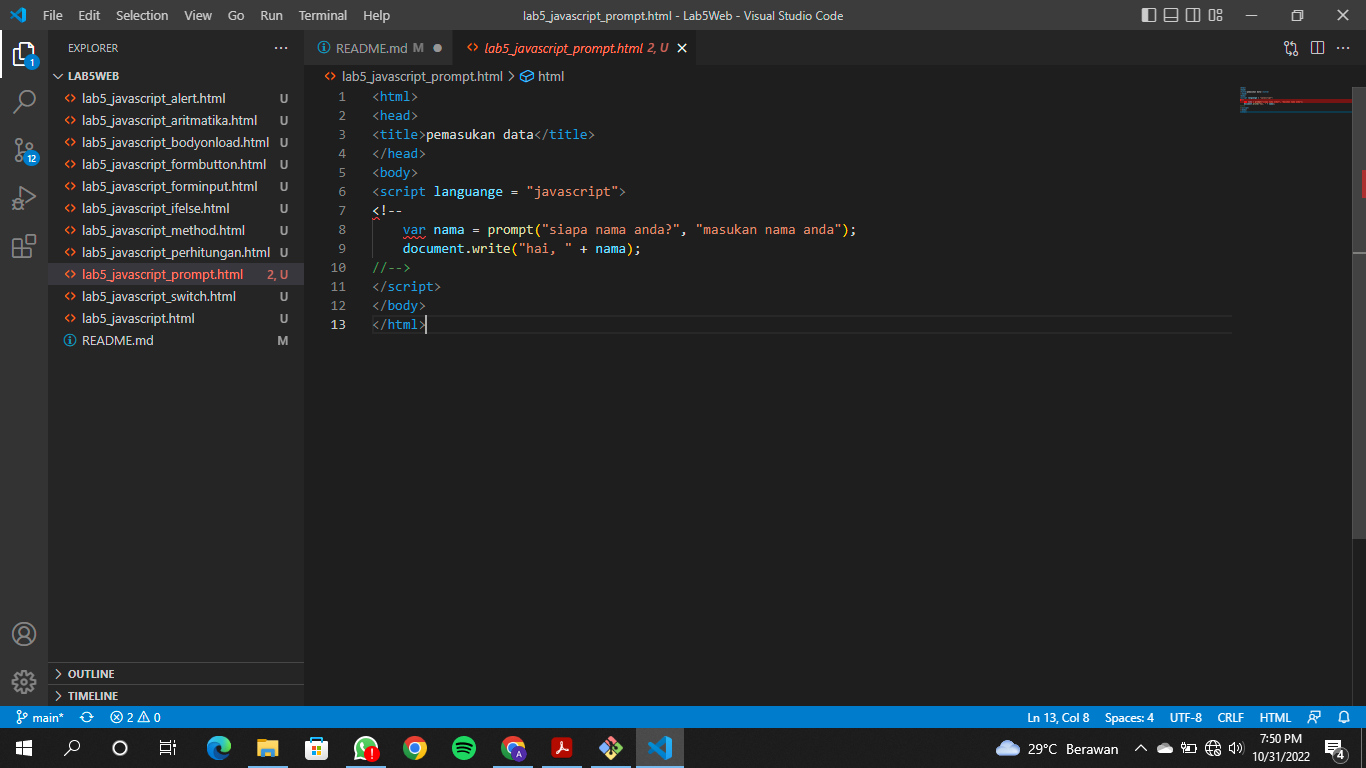 File Edit Selection View Go Run Terminal Help lab5_javascript_prompt.html - Lab5Web - Visual Studio Code
EXPLORER
README.md M
lab5_javascript_prompt.html 2, U
LAB5WEB
lab5_javascript_prompt.html > html
lab5_javascript_alert.html U
lab5_javascript_aritmatika.html U
lab5_javascript_bodyonload.html U
lab5_javascript_formbutton.html U
lab5_javascript_forminput.html U
lab5_javascript_ifelse.html U
lab5_javascript_method.html U
lab5_javascript_perhitungan.html U
lab5_javascript_prompt.html 2, U
lab5_javascript_switch.html U
lab5_javascript.html U
README.md M
1 <html>
2 <head>
3 <title>pemasukan data</title>
4 </head>
5 <body>
6 <script languange = "javascript">
7 <!--
8 var nama = prompt("siapa nama anda?", "masukan nama anda");
9 document.write("hai, " + nama);
10 //-->
11 </script>
12 </body>
13 </html>
1
12
OUTLINE
TIMELINE
main* 2 0 Ln 13, Col 8 Spaces: 4 UTF-8 CRLF HTML
29°C Berawan 7:50 PM
10/31/2022
4